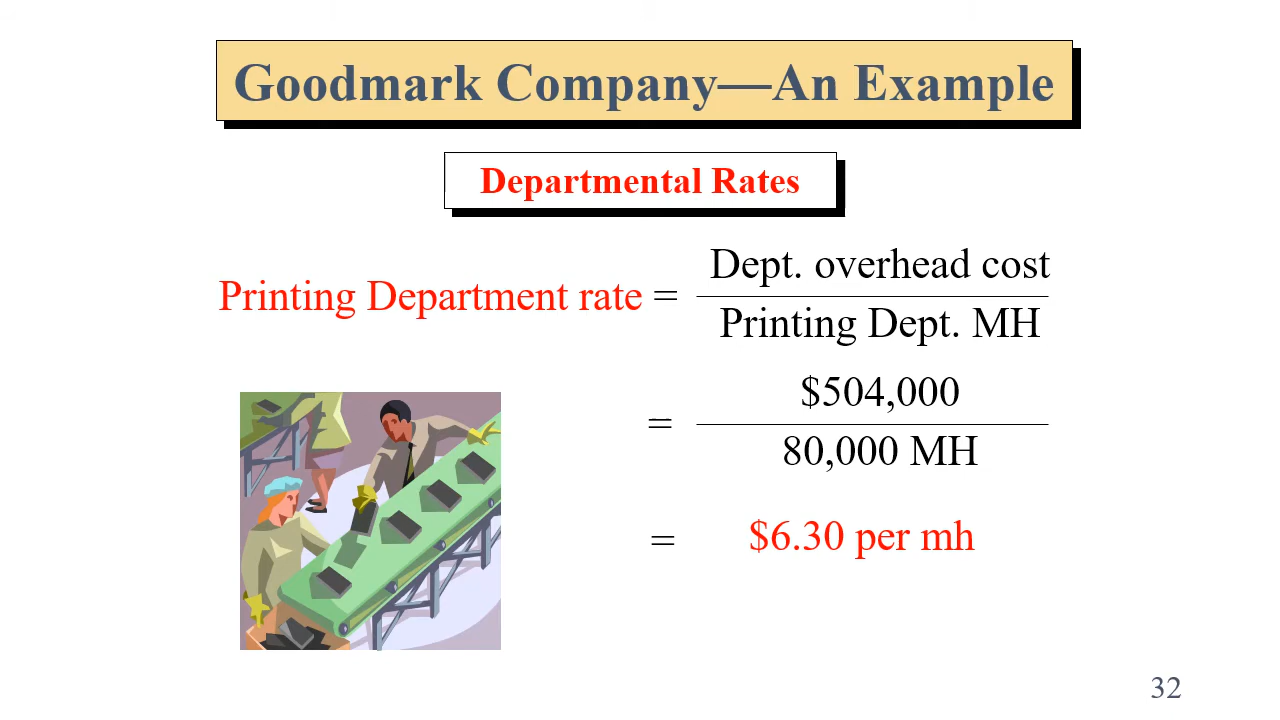 Goodmark Company—An Example
Departmental Rates
Printing Department rate = Dept. overhead cost
Printing Dept. MH
= $504,000
80,000 MH
= $6.30 per mh
32